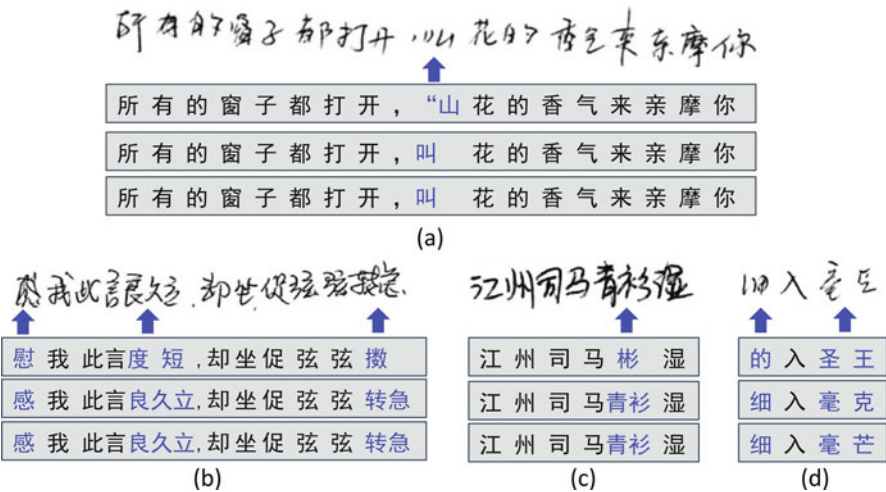 所有的窗子都打开,叫花的香气来亲摩你
所有的窗子都打开,“山花的香气来亲摩你
所有的窗子都打开,叫 花的香气来亲摩你
所有的窗子都打开,叫 花的香气来亲摩你
(a)
感我此言良久立,却坐促弦弦转急
慰我此言度短,却坐促弦弦擞
感我此言良久立,却坐促弦弦转急
感我此言良久立,却坐促弦弦转急
(b)
江州司马青衫湿
江州司马彬湿
江州司马青衫湿
江州司马青衫湿
(c)
细入毫芒
的入圣王
细入毫克
细入毫芒
(d)